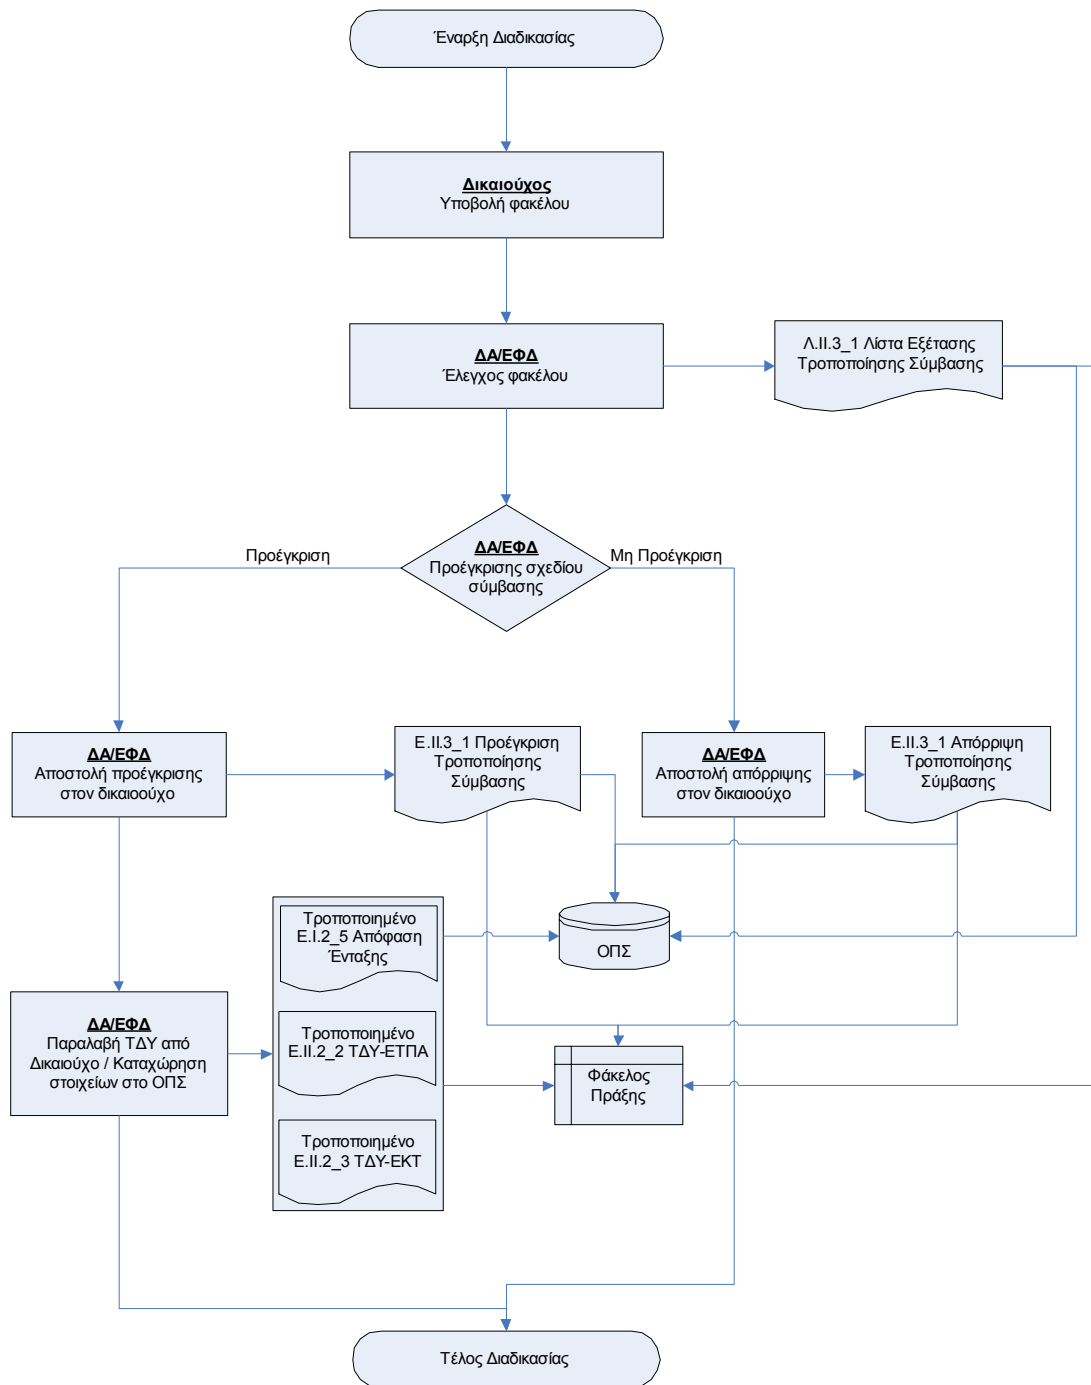 Έναρξη Διαδικασίας
Δικαιούχος
Υποβολή φακέλου
ΔΑ/ΕΦΔ
Έλεγχος φακέλου
Λ.ΙΙ.3_1 Λίστα Εξέτασης
Τροποποίησης Σύμβασης
Προέγκριση
ΔΑ/ΕΦΔ
Προέγκρισης σχεδίου
σύμβασης
Μη Προέγκριση
ΔΑ/ΕΦΔ
Αποστολή προέγκρισης
στον δικαιοούχο
Ε.ΙΙ.3_1 Προέγκριση
Τροποποίησης
Σύμβασης
ΔΑ/ΕΦΔ
Αποστολή απόρριψης
στον δικαιοούχο
Ε.ΙΙ.3_1 Απόρριψη
Τροποποίησης
Σύμβασης
Τροποποιημένο
Ε.Ι.2_5 Απόφαση
Ένταξης
ΟΠΣ
ΔΑ/ΕΦΔ
Παραλαβή ΤΔΥ από
Δικαιούχο / Καταχώρηση
στοιχείων στο ΟΠΣ
Τροποποιημένο
Ε.ΙΙ.2_2 ΤΔΥ-ΕΤΠΑ
Φάκελος
Πράξης
Τροποποιημένο
Ε.ΙΙ.2_3 ΤΔΥ-ΕΚΤ
Τέλος Διαδικασίας